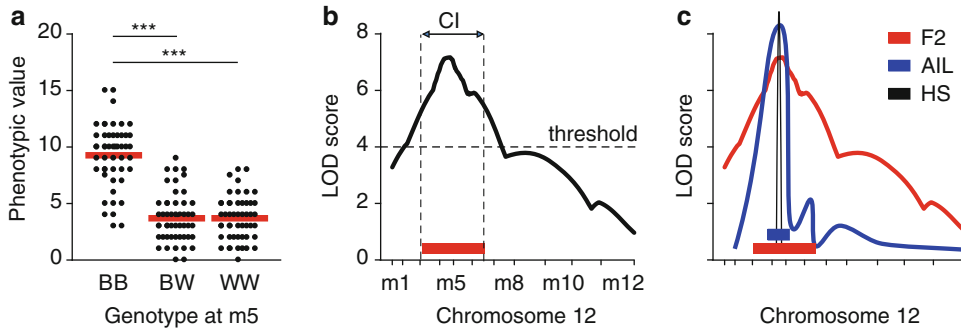 a
***
***
Phenotypic value
20
15
10
5
0
BB BW WW
Genotype at m5
b
CI
LOD score
8
6
4
2
0
threshold
m1 m5 m8 m10 m12
Chromosome 12
c
LOD score
F2
AIL
HS
Chromosome 12